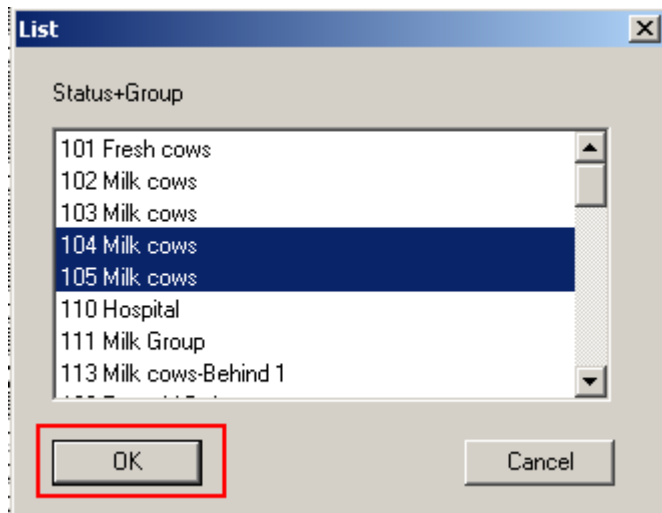 List
Status+Group
101 Fresh cows
102 Milk cows
103 Milk cows
104 Milk cows
105 Milk cows
110 Hospital
111 Milk Group
113 Milk cows-Behind 1
OK
Cancel